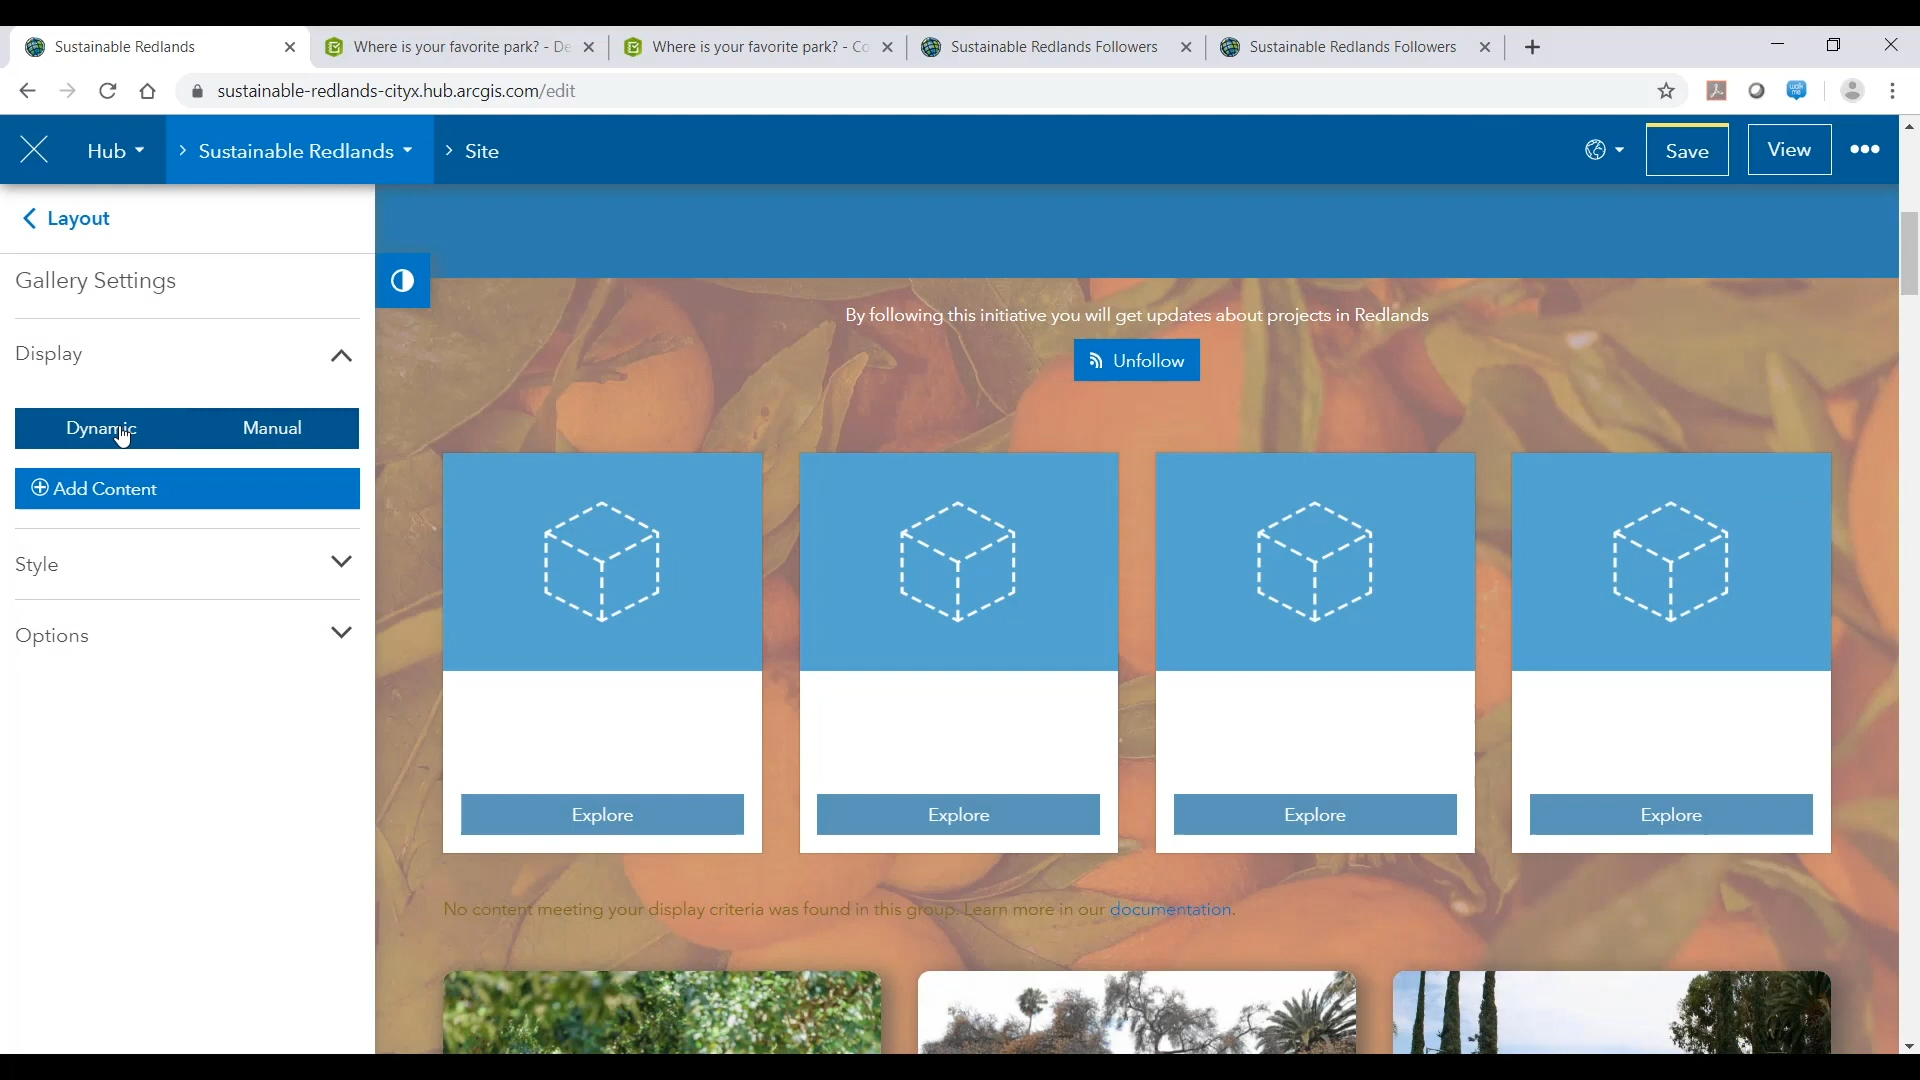 Sustainable Redlands
Where is your favorite park? - De
Where is your favorite park? - Co
Sustainable Redlands Followers
Sustainable Redlands Followers
sustainable-redlands-cityx.hub.arcgis.com/edit
Hub > Sustainable Redlands > Site
Save
View
Layout
Gallery Settings
Display
Dynamic Manual
Add Content
Style
Options
By following this initiative you will get updates about projects in Redlands
Unfollow
Explore Explore Explore Explore
No content meeting your display criteria was found in this group. Learn more in our documentation.